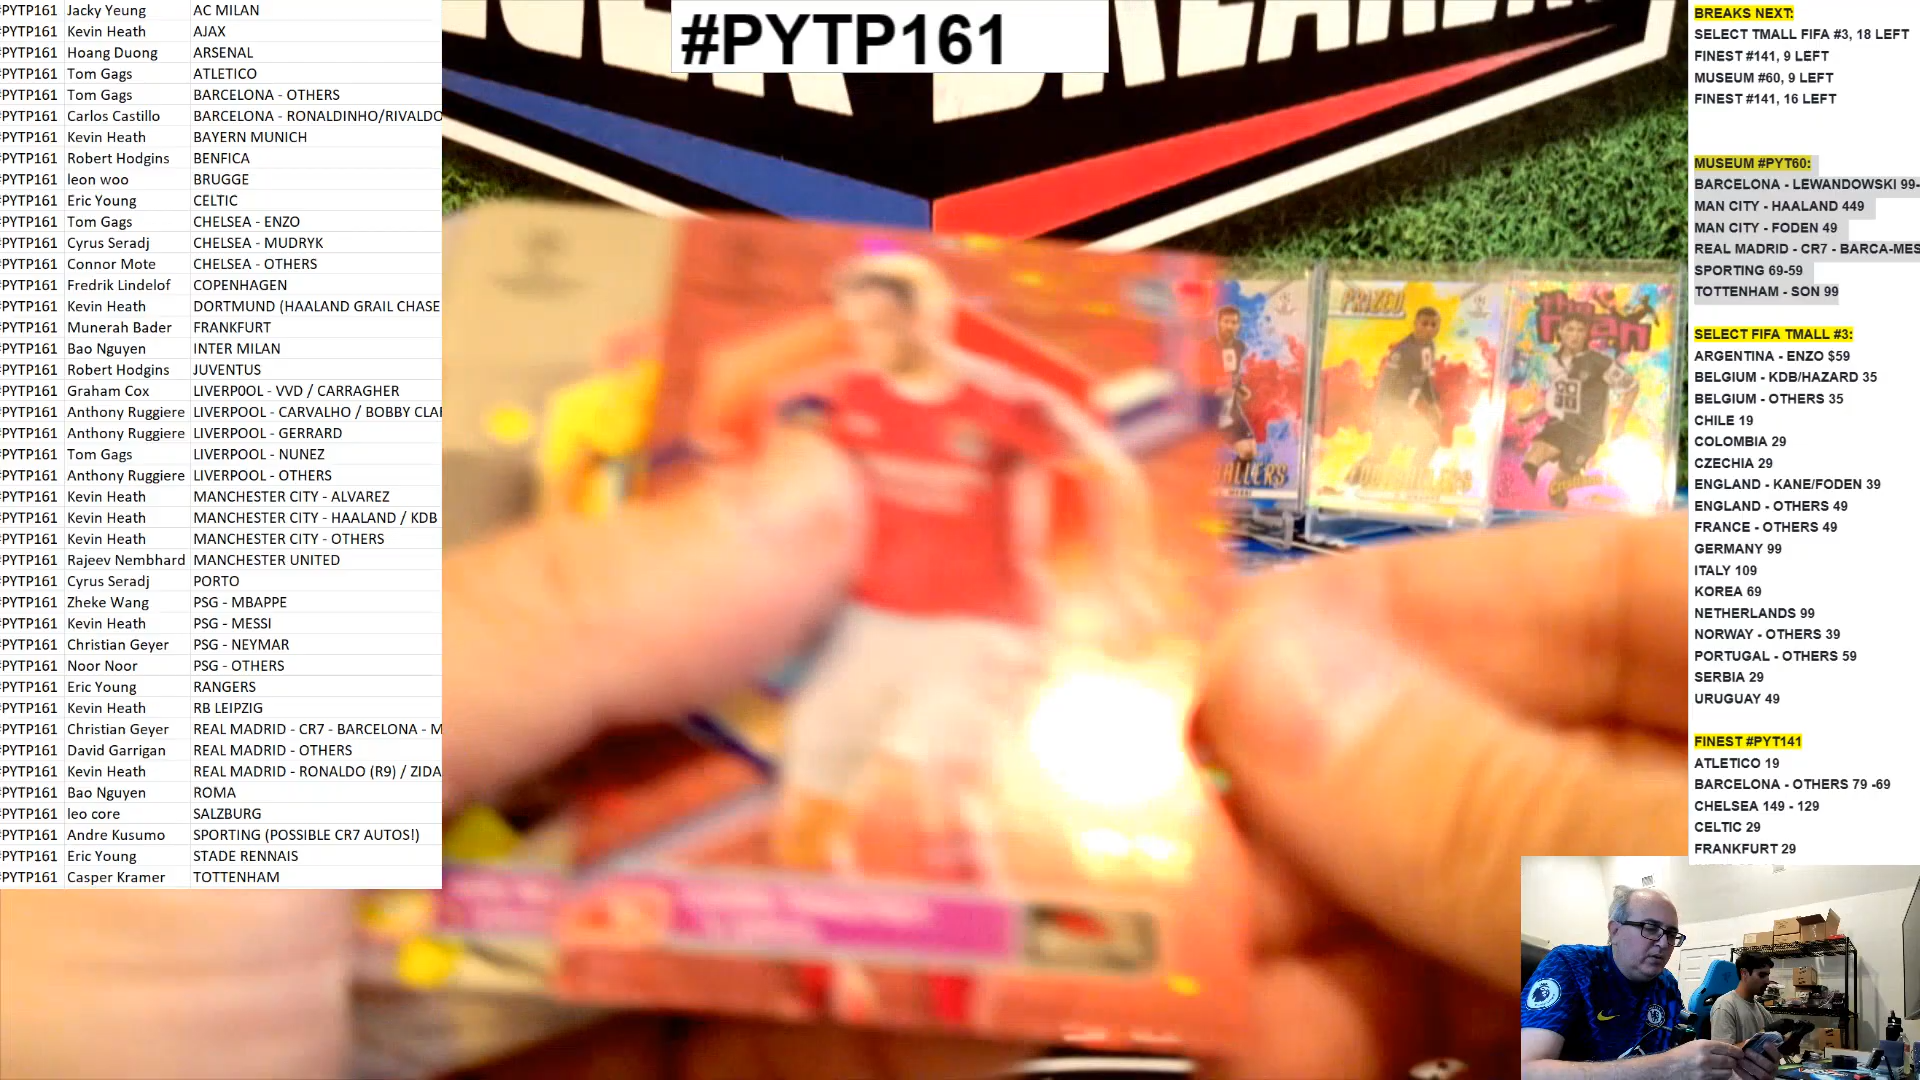 #PYTP161 Jacky Yeung AC MILAN
#PYTP161 Kevin Heath AJAX
#PYTP161 Hoang Duong ARSENAL
#PYTP161 Tom Gags ATLETICO
#PYTP161 Tom Gags BARCELONA - OTHERS
#PYTP161 Carlos Castillo BARCELONA - RONALDINHO/RIVALDO
#PYTP161 Kevin Heath BAYERN MUNICH
#PYTP161 Robert Hodgins BENFICA
#PYTP161 leon woo BRUGGE
#PYTP161 Eric Young CELTIC
#PYTP161 Tom Gags CHELSEA - ENZO
#PYTP161 Cyrus Seradj CHELSEA - MUDRYK
#PYTP161 Connor Mote CHELSEA - OTHERS
#PYTP161 Fredrik Lindelof COPENHAGEN
#PYTP161 Kevin Heath DORTMUND (HAALAND GRAIL CHASE
#PYTP161 Munerah Bader FRANKFURT
#PYTP161 Bao Nguyen INTER MILAN
#PYTP161 Robert Hodgins JUVENTUS
#PYTP161 Graham Cox LIVERP0OL - VVD / CARRAGHER
#PYTP161 Anthony Ruggiere LIVERPOOL - CARVALHO / BOBBY CLAR
#PYTP161 Anthony Ruggiere LIVERPOOL - GERRARD
#PYTP161 Tom Gags LIVERPOOL - NUNEZ
#PYTP161 Anthony Ruggiere LIVERPOOL - OTHERS
#PYTP161 Kevin Heath MANCHESTER CITY - ALVAREZ
#PYTP161 Kevin Heath MANCHESTER CITY - HAALAND / KDB
#PYTP161 Kevin Heath MANCHESTER CITY - OTHERS
#PYTP161 Rajeev Nembhard MANCHESTER UNITED
#PYTP161 Cyrus Seradj PORTO
#PYTP161 Zheke Wang PSG - MBAPPE
#PYTP161 Kevin Heath PSG - MESSI
#PYTP161 Christian Geyer PSG - NEYMAR
#PYTP161 Noor Noor PSG - OTHERS
#PYTP161 Eric Young RANGERS
#PYTP161 Kevin Heath RB LEIPZIG
#PYTP161 Christian Geyer REAL MADRID - CR7 - BARCELONA - M
#PYTP161 David Garrigan REAL MADRID - OTHERS
#PYTP161 Kevin Heath REAL MADRID - RONALDO (R9) / ZIDA
#PYTP161 Bao Nguyen ROMA
#PYTP161 leo core SALZBURG
#PYTP161 Andre Kusumo SPORTING (POSSIBLE CR7 AUTOS!)
#PYTP161 Eric Young STADE RENNAIS
#PYTP161 Casper Kramer TOTTENHAM
#PYTP161
BREAKS NEXT:
SELECT TMALL FIFA #3, 18 LEFT
FINEST #141, 9 LEFT
MUSEUM #60, 9 LEFT
FINEST #141, 16 LEFT
MUSEUM #PYT60:
BARCELONA - LEWANDOWSKI 99-
MAN CITY - HAALAND 449
MAN CITY - FODEN 49
REAL MADRID - CR7 - BARCA-MES
SPORTING 69-59
TOTTENHAM - SON 99
SELECT FIFA TMALL #3:
ARGENTINA - ENZO $59
BELGIUM - KDB/HAZARD 35
BELGIUM - OTHERS 35
CHILE 19
COLOMBIA 29
CZECHIA 29
ENGLAND - KANE/FODEN 39
ENGLAND - OTHERS 49
FRANCE - OTHERS 49
GERMANY 99
ITALY 109
KOREA 69
NETHERLANDS 99
NORWAY - OTHERS 39
PORTUGAL - OTHERS 59
SERBIA 29
URUGUAY 49
FINEST #PYT141
ATLETICO 19
BARCELONA - OTHERS 79 -69
CHELSEA 149 - 129
CELTIC 29
FRANKFURT 29